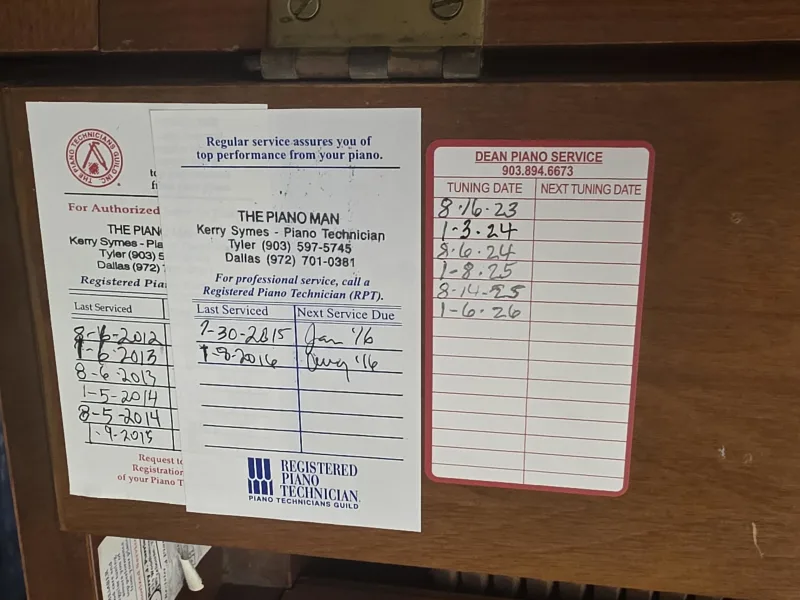 THE PIANO TECHNICIANS GUILD, INC.
For Authorized
THE PIAN
Kerry Symes - Pia
Tyler (903) 5
Dallas (972)
Registered Pia
Last Serviced
8-6-2012
1-6-2013
8-6-2013
1-5-2014
8-5-2014
1-9-2015
Request t
Registration
of your Piano T
Regular service assures you of
top performance from your piano.
THE PIANO MAN
Kerry Symes - Piano Technician
Tyler (903) 597-5745
Dallas (972) 701-0381
For professional service, call a
Registered Piano Technician (RPT).
Last Serviced Next Service Due
7-30-2015 Jan '16
1-8-2016 Aug '16
REGISTERED
PIANO
TECHNICIAN
PIANO TECHNICIANS GUILD
DEAN PIANO SERVICE
903.894.6673
TUNING DATE NEXT TUNING DATE
8-16-23
1-3-24
8-6-24
1-8-25
8-14-25
1-6-26